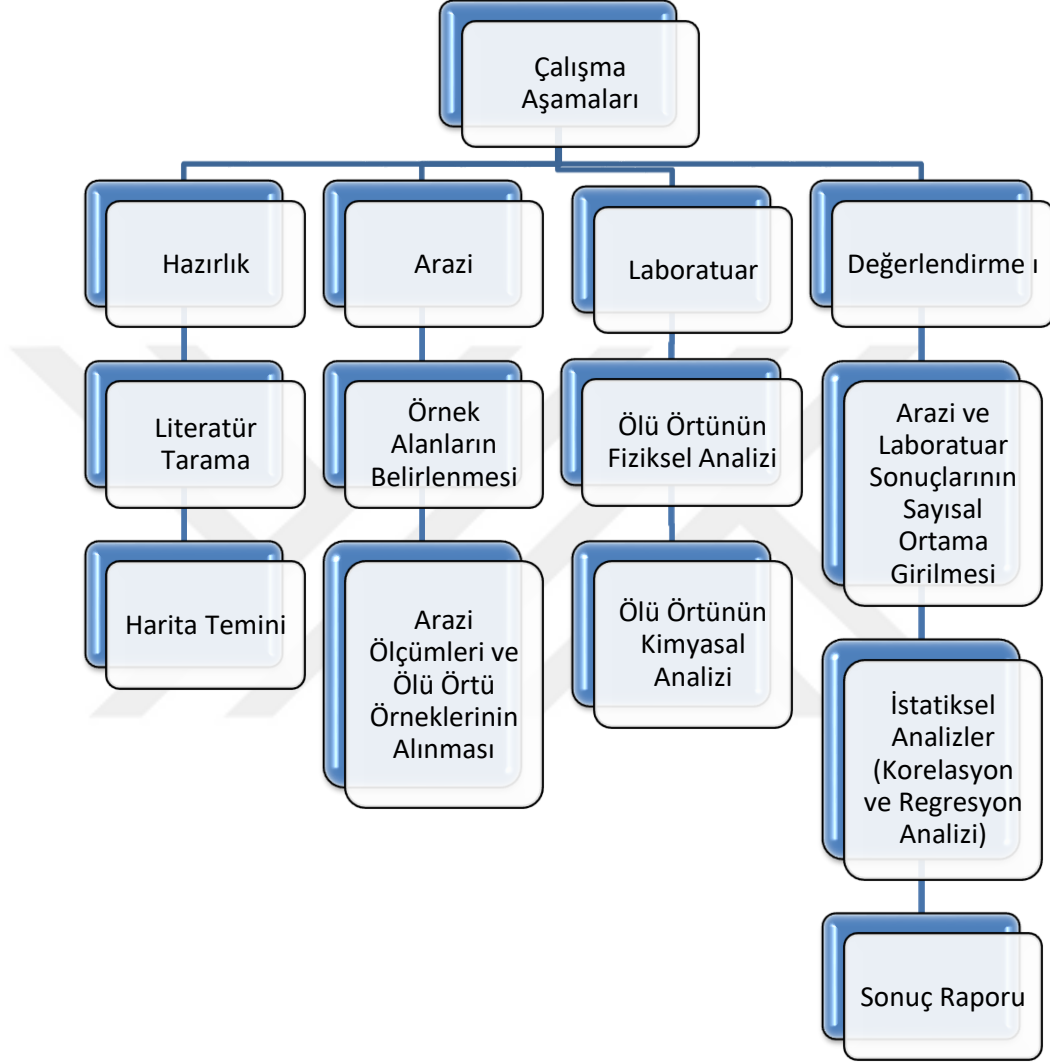 Çalışma
Aşamaları
Hazırlık
Arazi
Laboratuar
Değerlendirme ı
Literatür
Tarama
Örnek
Alanların
Belirlenmesi
Ölü Örtünün
Fiziksel Analizi
Arazi ve
Laboratuar
Sonuçlarının
Sayısal
Ortama
Girilmesi
Harita Temini
Arazi
Ölçümleri ve
Ölü Örtü
Örneklerinin
Alınması
Ölü Örtünün
Kimyasal
Analizi
İstatiksel
Analizler
(Korelasyon
ve Regresyon
Analizi)
Sonuç Raporu